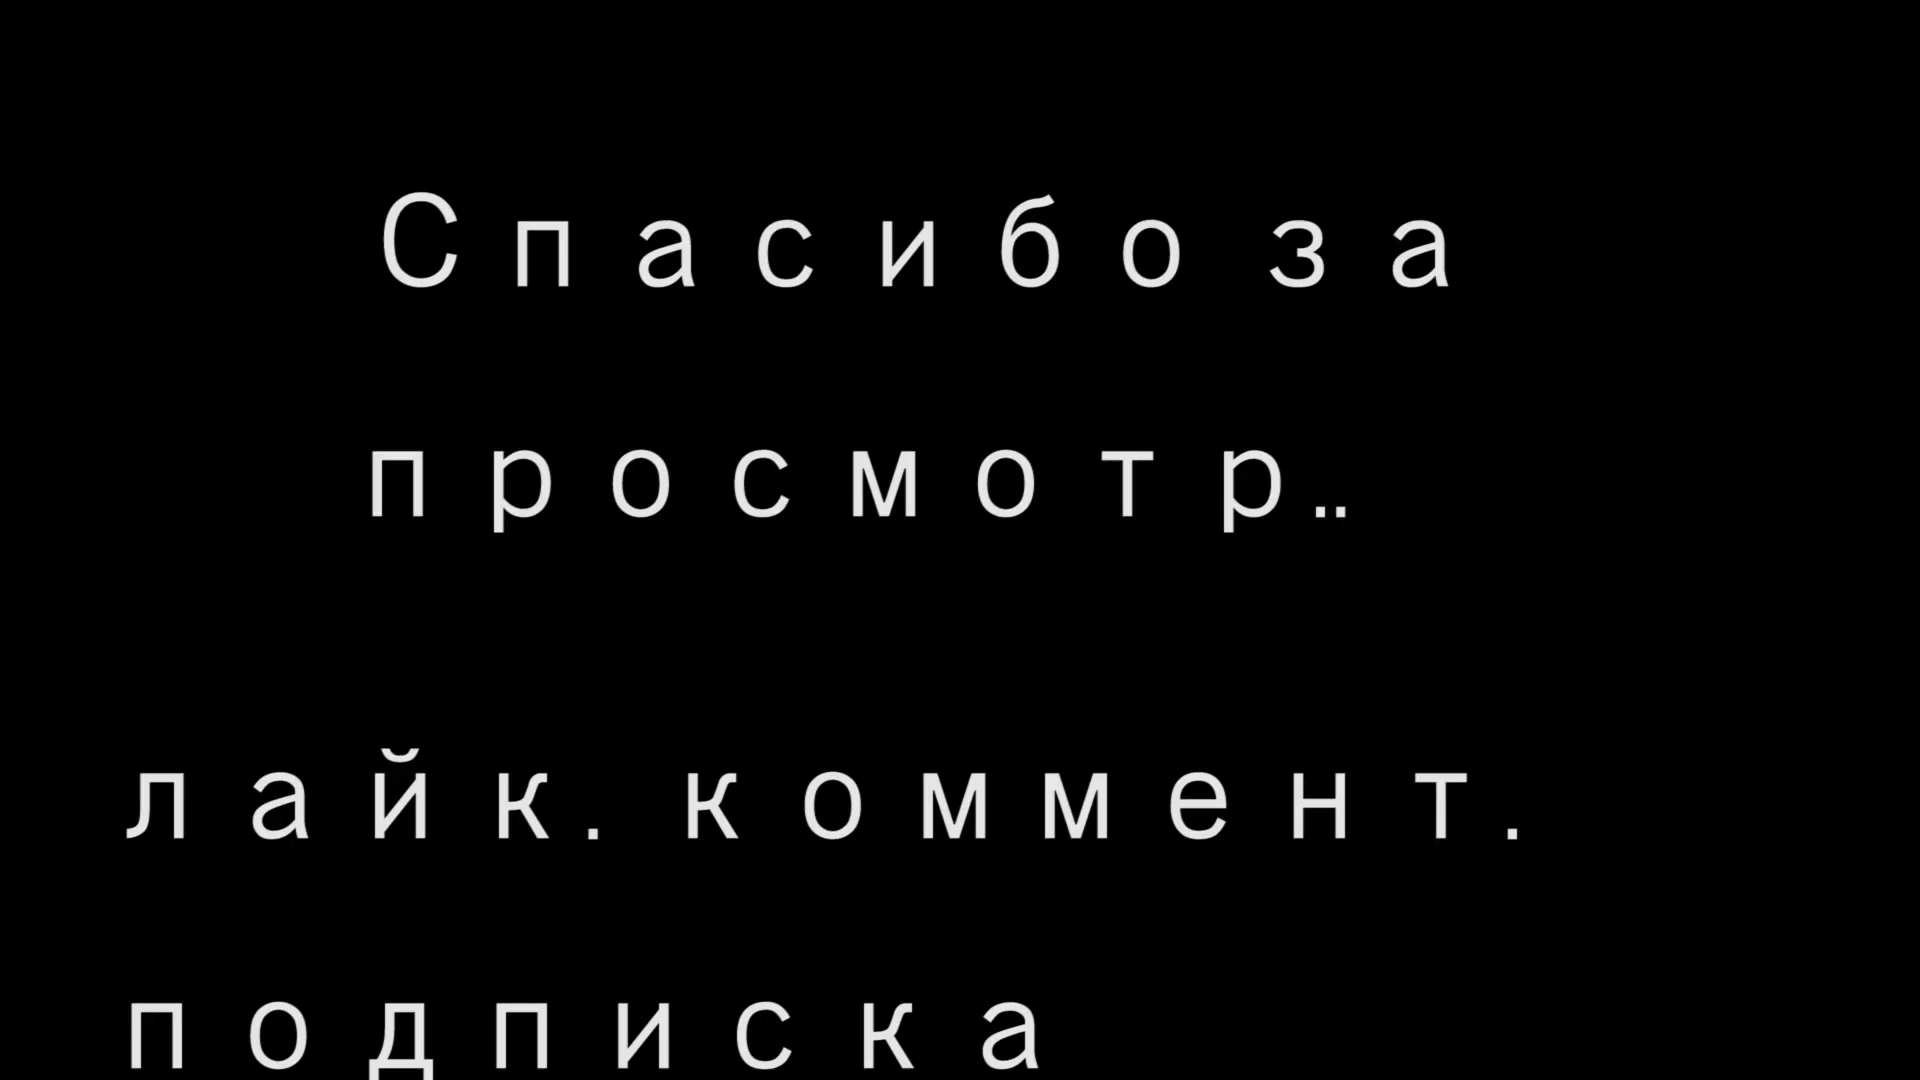 Спасибо за
просмотр..
лайк. коммент.
подписка